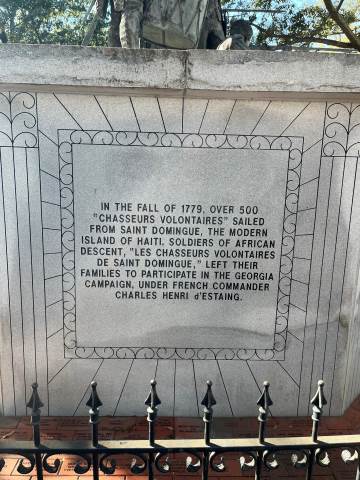 IN THE FALL OF 1779, OVER 500
"CHASSEURS VOLONTAIRES" SAILED
FROM SAINT DOMINGUE, THE MODERN
ISLAND OF HAITI. SOLDIERS OF AFRICAN
DESCENT, "LES CHASSEURS VOLONTAIRES
DE SAINT DOMINGUE," LEFT THEIR
FAMILIES TO PARTICIPATE IN THE GEORGIA
CAMPAIGN, UNDER FRENCH COMMANDER
CHARLES HENRI d'ESTAING.